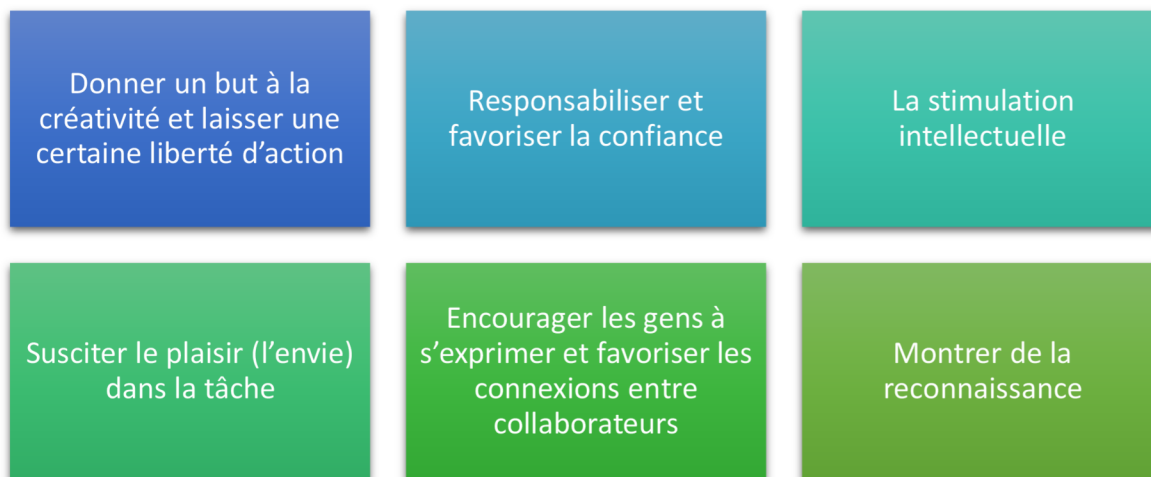 Donner un but à la
créativité et laisser une
certaine liberté d’action
Responsabiliser et
favoriser la confiance
La stimulation
intellectuelle
Susciter le plaisir (l’envie)
dans la tâche
Encourager les gens à
s’exprimer et favoriser les
connexions entre
collaborateurs
Montrer de la
reconnaissance